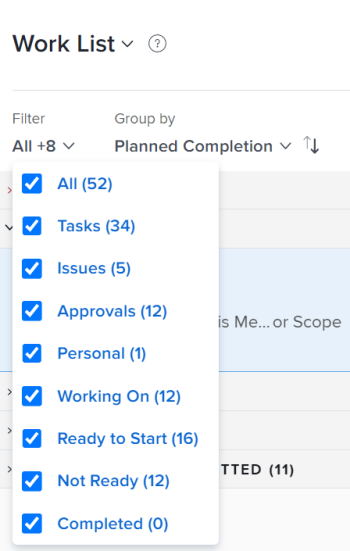 Work List
?
Filter
Group by
All +8
Planned Completion
All (52)
Tasks (34)
Issues (5)
Approvals (12)
is Me... or Scope
Personal (1)
Working On (12)
Ready to Start (16)
TTED (11)
Not Ready (12)
Completed (0)